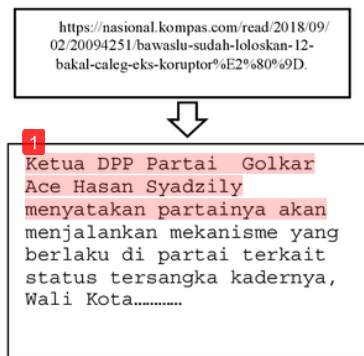 https://nasional.kompas.com/read/2018/09/
02/20094251/bawaslu-sudah-loloskan-12-
bakal-caleg-eks-koruptor%E2%80%9D.
1
Ketua DPP Partai Golkar
Ace Hasan Syadzily
menyatakan partainya akan
menjalankan mekanisme yang
berlaku di partai terkait
status tersangka kadernya,
Wali Kota…………